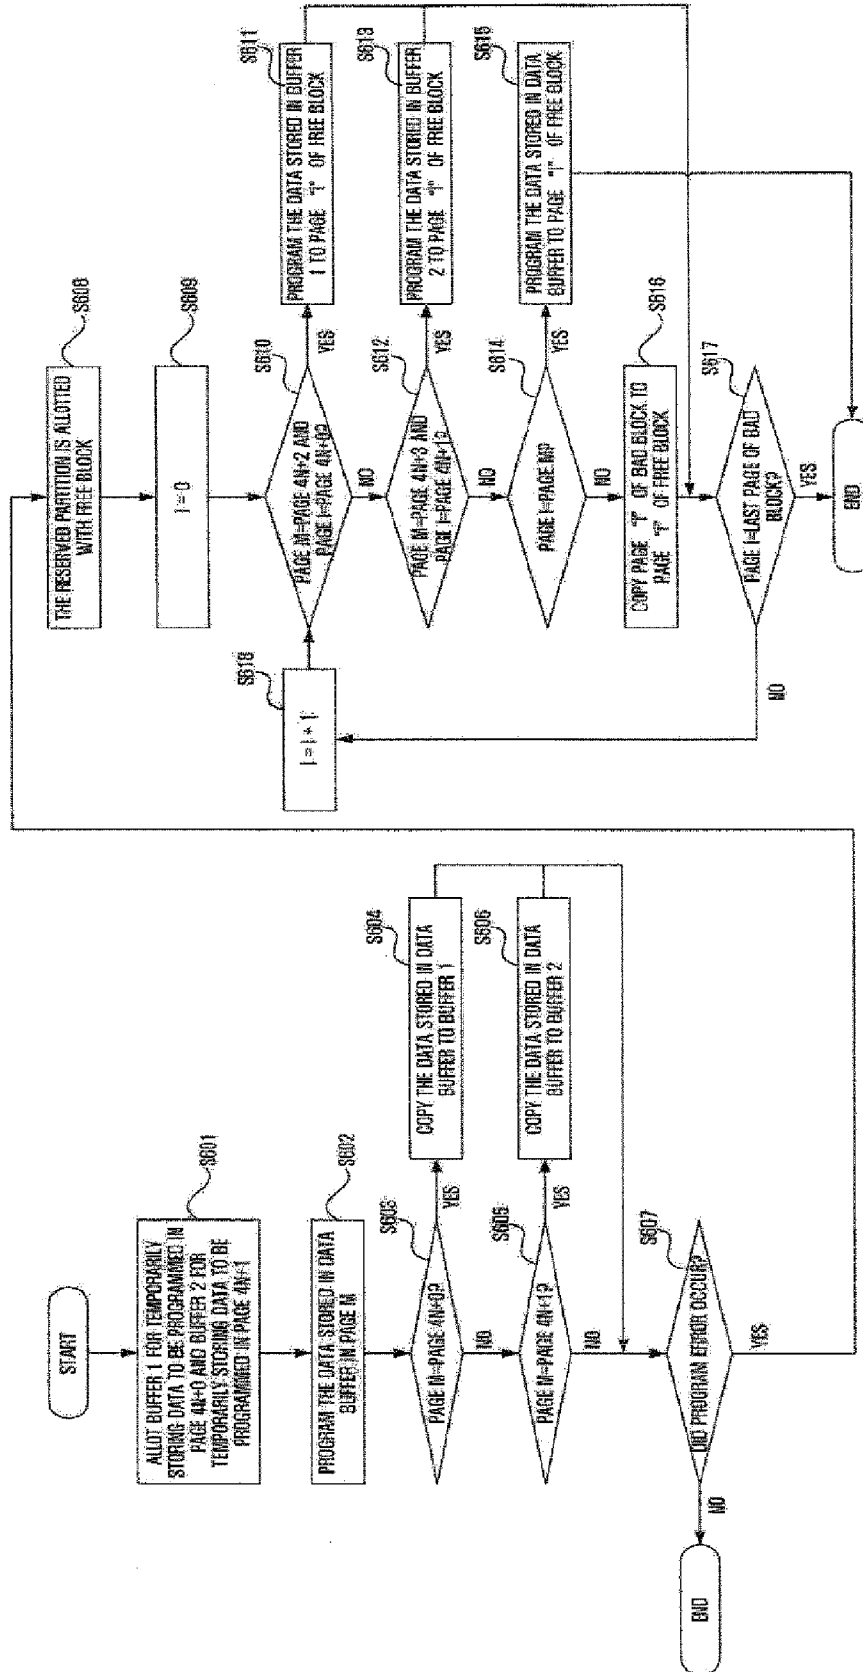 START
ALLOT BUFFER 1 FOR TEMPORARILY
STORING DATA TO BE PROGRAMMED IN
PAGE 4N+0 AND BUFFER 2 FOR
TEMPORARILY STORING DATA TO BE
PROGRAMMED IN PAGE 4N+1
S601
PROGRAM THE DATA STORED IN DATA
BUFFER IN PAGE M
S602
PAGE M=PAGE 4N+0?
S603
YES
NO
COPY THE DATA STORED IN DATA
BUFFER TO BUFFER 1
S604
PAGE M=PAGE 4N+1?
S605
YES
NO
COPY THE DATA STORED IN DATA
BUFFER TO BUFFER 2
S606
DID PROGRAM ERROR OCCUR?
S607
NO
YES
END
THE RESERVED PARTITION IS ALLOTTED
WITH FREE BLOCK
S608
I = 0
S609
PAGE M=PAGE 4N+2 AND
PAGE I=PAGE 4N+0?
S610
YES
NO
PROGRAM THE DATA STORED IN BUFFER
1 TO PAGE "I" OF FREE BLOCK
S611
PAGE M=PAGE 4N+3 AND
PAGE I=PAGE 4N+1?
S612
YES
NO
PROGRAM THE DATA STORED IN BUFFER
2 TO PAGE "I" OF FREE BLOCK
S613
PAGE I=PAGE M?
S614
YES
NO
PROGRAM THE DATA STORED IN DATA
BUFFER TO PAGE "I" OF FREE BLOCK
S615
COPY PAGE "I" OF BAD BLOCK TO
PAGE "I" OF FREE BLOCK
S616
PAGE I=LAST PAGE OF BAD
BLOCK?
S617
NO
YES
I = I + 1
S618
END